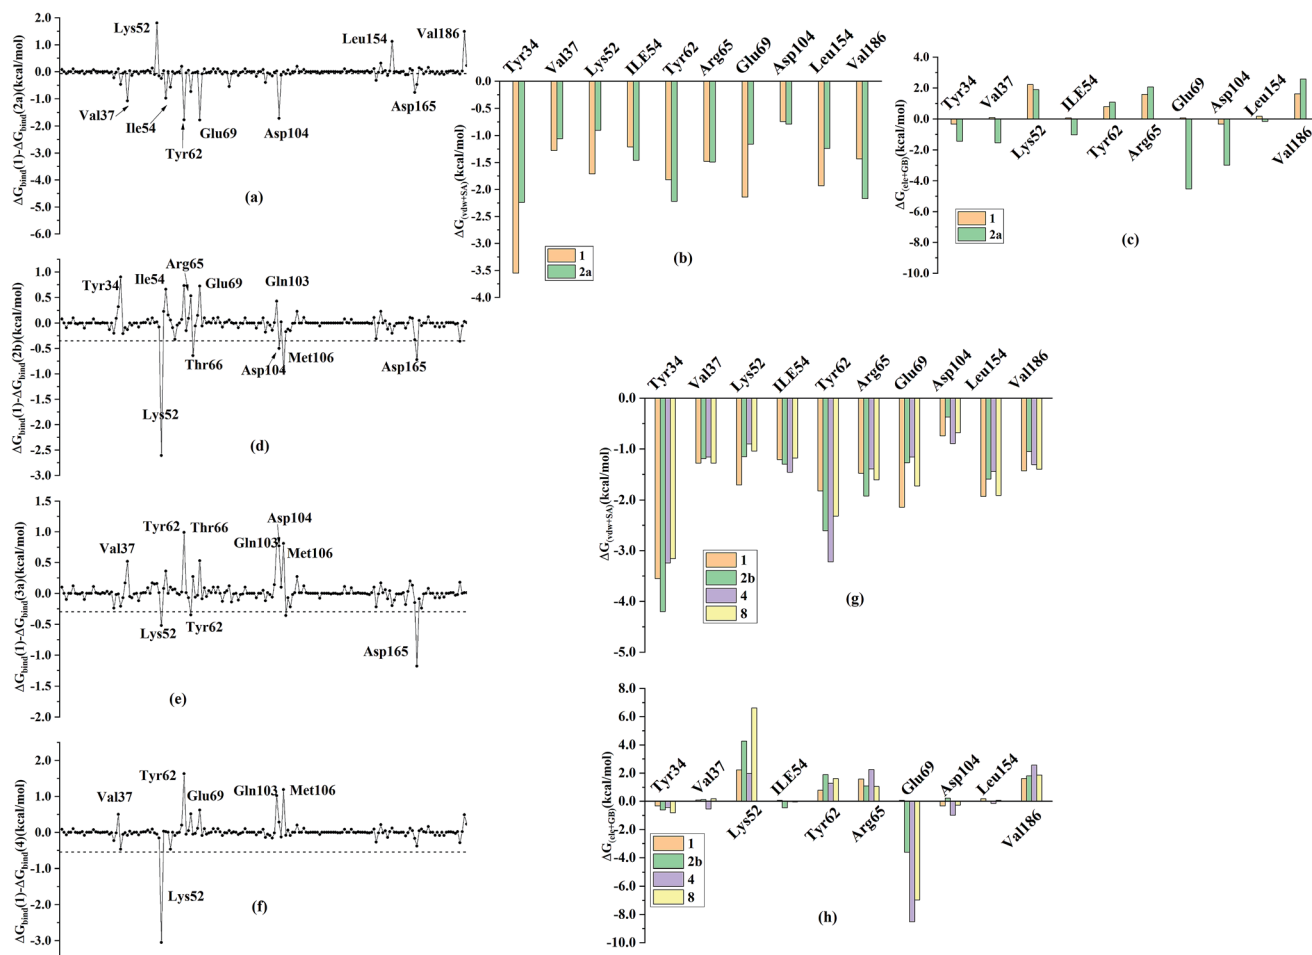 ΔG_bind(1)-ΔG_bind(2a)(kcal/mol)
2.0
1.0
0.0
-1.0
-2.0
-3.0
-4.0
-5.0
-6.0
Lys52
Leu154
Val186
Val37
Ile54
Tyr62
Glu69
Asp104
Asp165
(a)
ΔG_(vdw+SA)(kcal/mol)
0.0
-0.5
-1.0
-1.5
-2.0
-2.5
-3.0
-3.5
-4.0
Tyr34
Val37
Lys52
ILE54
Tyr62
Arg65
Glu69
Asp104
Leu154
Val186
1
2a
(b)
ΔG_(elc+GB)(kcal/mol)
4.0
2.0
0.0
-2.0
-4.0
-6.0
-8.0
-10.0
Tyr34
Val37
Lys52
ILE54
Tyr62
Arg65
Glu69
Asp104
Leu154
Val186
1
2a
(c)
ΔG_bind(1)-ΔG_bind(2b)(kcal/mol)
1.0
0.5
0.0
-0.5
-1.0
-1.5
-2.0
-2.5
-3.0
Tyr34
Ile54
Arg65
Glu69
Gln103
Lys52
Thr66
Asp104
Met106
Asp165
(d)
ΔG_bind(1)-ΔG_bind(3a)(kcal/mol)
1.5
1.0
0.5
0.0
-0.5
-1.0
-1.5
-2.0
Val37
Tyr62
Thr66
Asp104
Gln103
Met106
Lys52
Tyr62
Asp165
(e)
ΔG_bind(1)-ΔG_bind(4)(kcal/mol)
2.0
1.0
0.0
-1.0
-2.0
-3.0
Val37
Tyr62
Glu69
Gln103
Met106
Lys52
(f)
ΔG_(vdw+SA)(kcal/mol)
0.0
-1.0
-2.0
-3.0
-4.0
-5.0
Tyr34
Val37
Lys52
ILE54
Tyr62
Arg65
Glu69
Asp104
Leu154
Val186
1
2b
4
8
(g)
ΔG_(elc+GB)(kcal/mol)
8.0
6.0
4.0
2.0
0.0
-2.0
-4.0
-6.0
-8.0
-10.0
Tyr34
Val37
Lys52
ILE54
Tyr62
Arg65
Glu69
Asp104
Leu154
Val186
1
2b
4
8
(h)